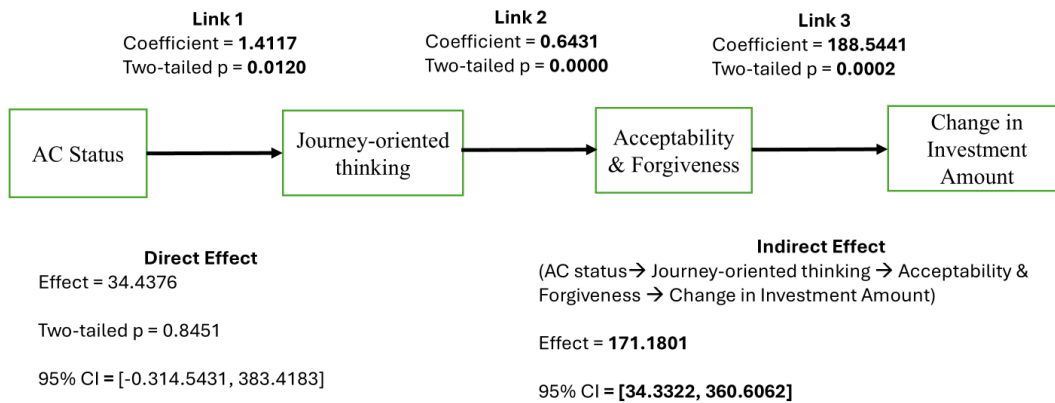 Link 1
Coefficient = 1.4117
Two-tailed p = 0.0120
Link 2
Coefficient = 0.6431
Two-tailed p = 0.0000
Link 3
Coefficient = 188.5441
Two-tailed p = 0.0002
AC Status
Journey-oriented
thinking
Acceptability
& Forgiveness
Change in
Investment
Amount
Direct Effect
Effect = 34.4376
Two-tailed p = 0.8451
95% CI = [-0.314.5431, 383.4183]
Indirect Effect
(AC status→ Journey-oriented thinking → Acceptability &
Forgiveness → Change in Investment Amount)
Effect = 171.1801
95% CI = [34.3322, 360.6062]